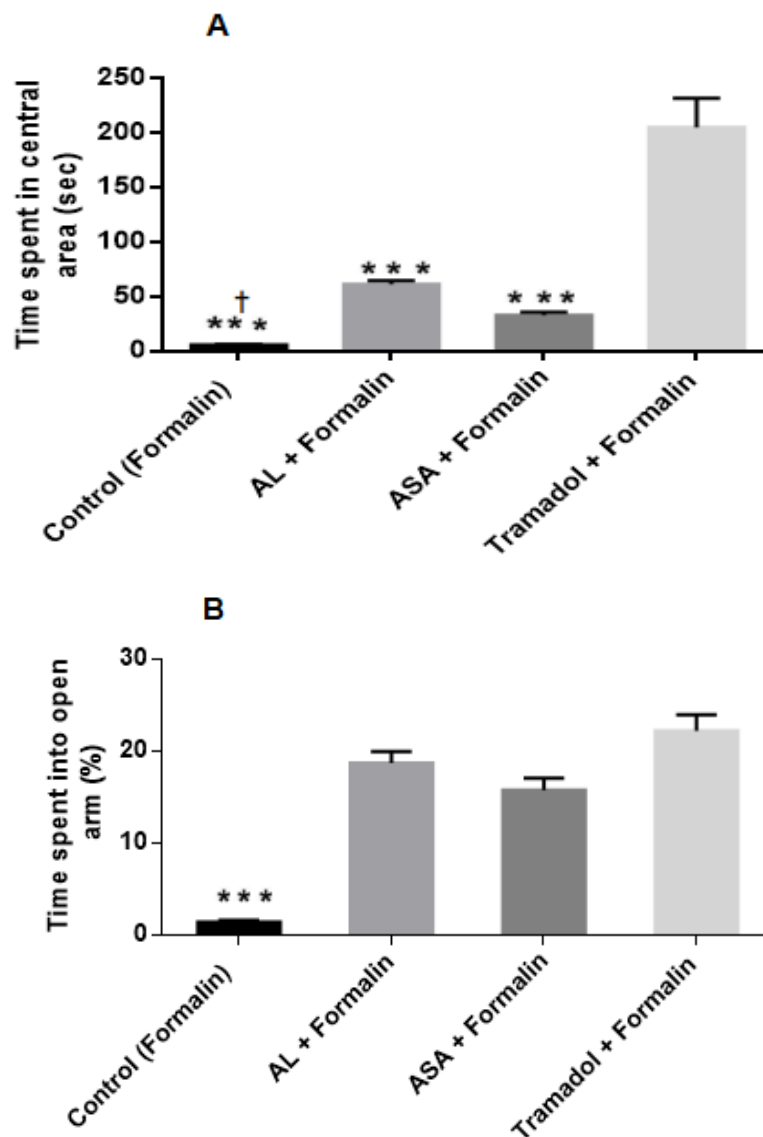 A
Time spent in central
area (sec)
250
200
150
100
50
0
†
***
***
***
Control (Formalin)
AL + Formalin
ASA + Formalin
Tramadol + Formalin
B
Time spent into open
arm (%)
30
20
10
0
***
Control (Formalin)
AL + Formalin
ASA + Formalin
Tramadol + Formalin